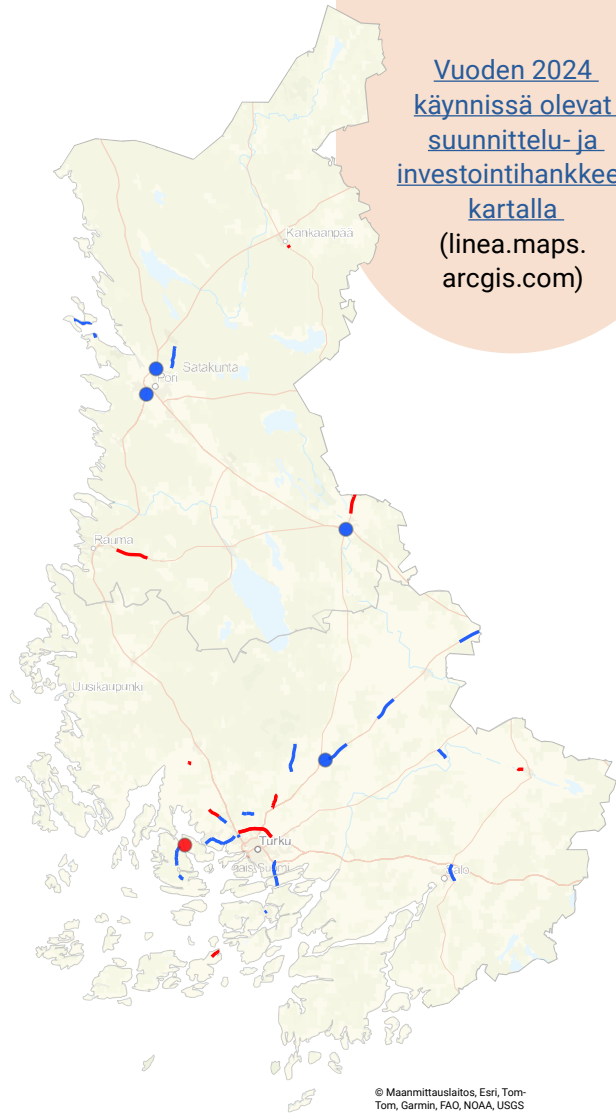 Vuoden 2024
käynnissä olevat
suunnittelu- ja
investointihankkee
kartalla
(linea.maps.
arcgis.com)
Kankaanpää
Satakunta
Pori
Rauma
Uusikaupunki
Turku
Salo
© Maanmittauslaitos, Esri, Tom-
Tom, Garmin, FAO, NOAA, USGS